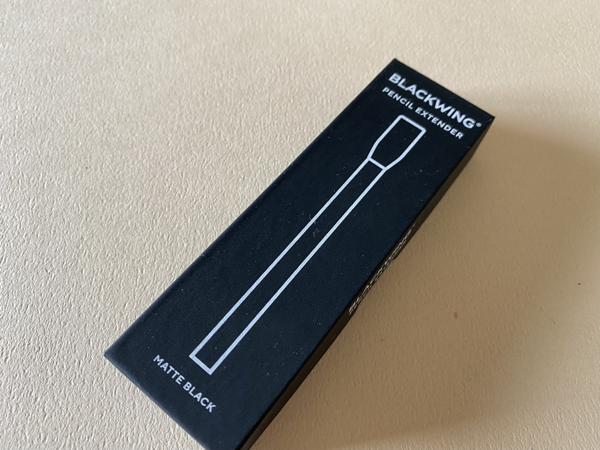 BLACKWING®
PENCIL EXTENDER
MATTE BLACK